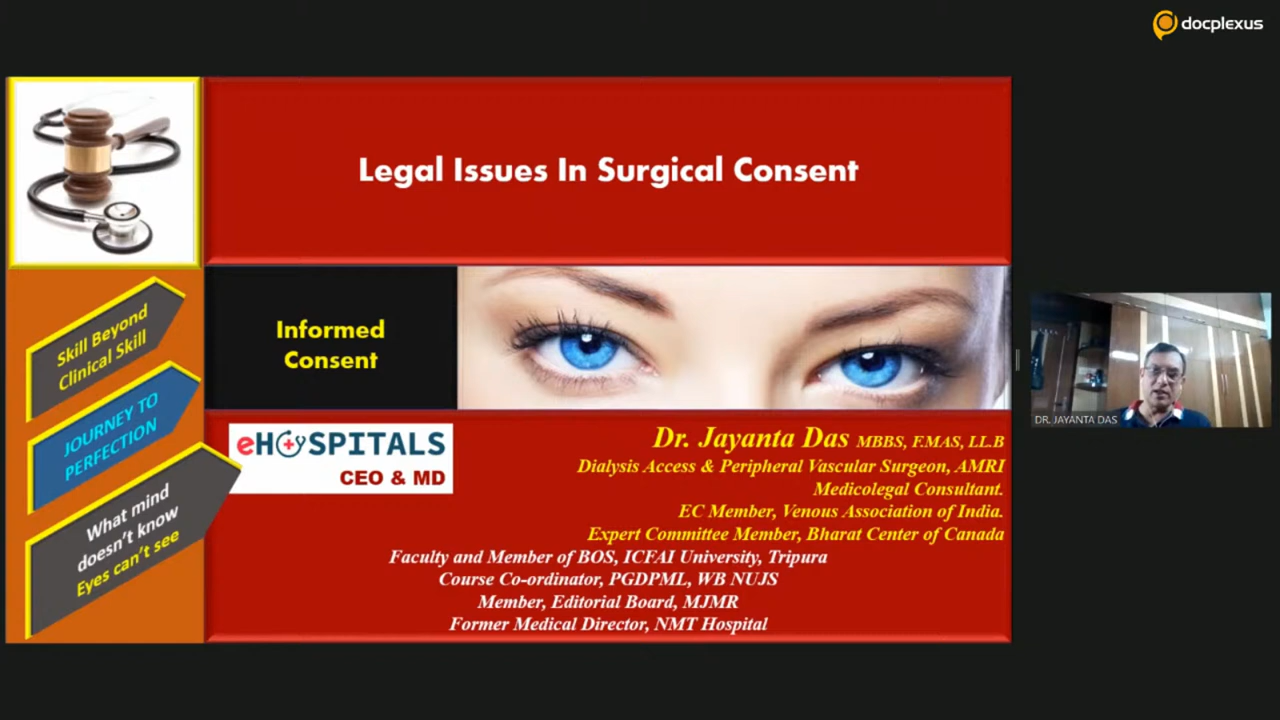 docplexus
Legal Issues In Surgical Consent
Skill Beyond
Clinical Skill
JOURNEY TO
PERFECTION
What mind
doesn't know
Eyes can't see
Informed
Consent
eHOSPITALS
CEO & MD
Dr. Jayanta Das MBBS, F.MAS, LL.B
Dialysis Access & Peripheral Vascular Surgeon, AMRI
Medicolegal Consultant.
EC Member, Venous Association of India.
Expert Committee Member, Bharat Center of Canada
Faculty and Member of BOS, ICFAI University, Tripura
Course Co-ordinator, PGDPML, WB NUJS
Member, Editorial Board, MJMR
Former Medical Director, NMT Hospital
DR. JAYANTA DAS